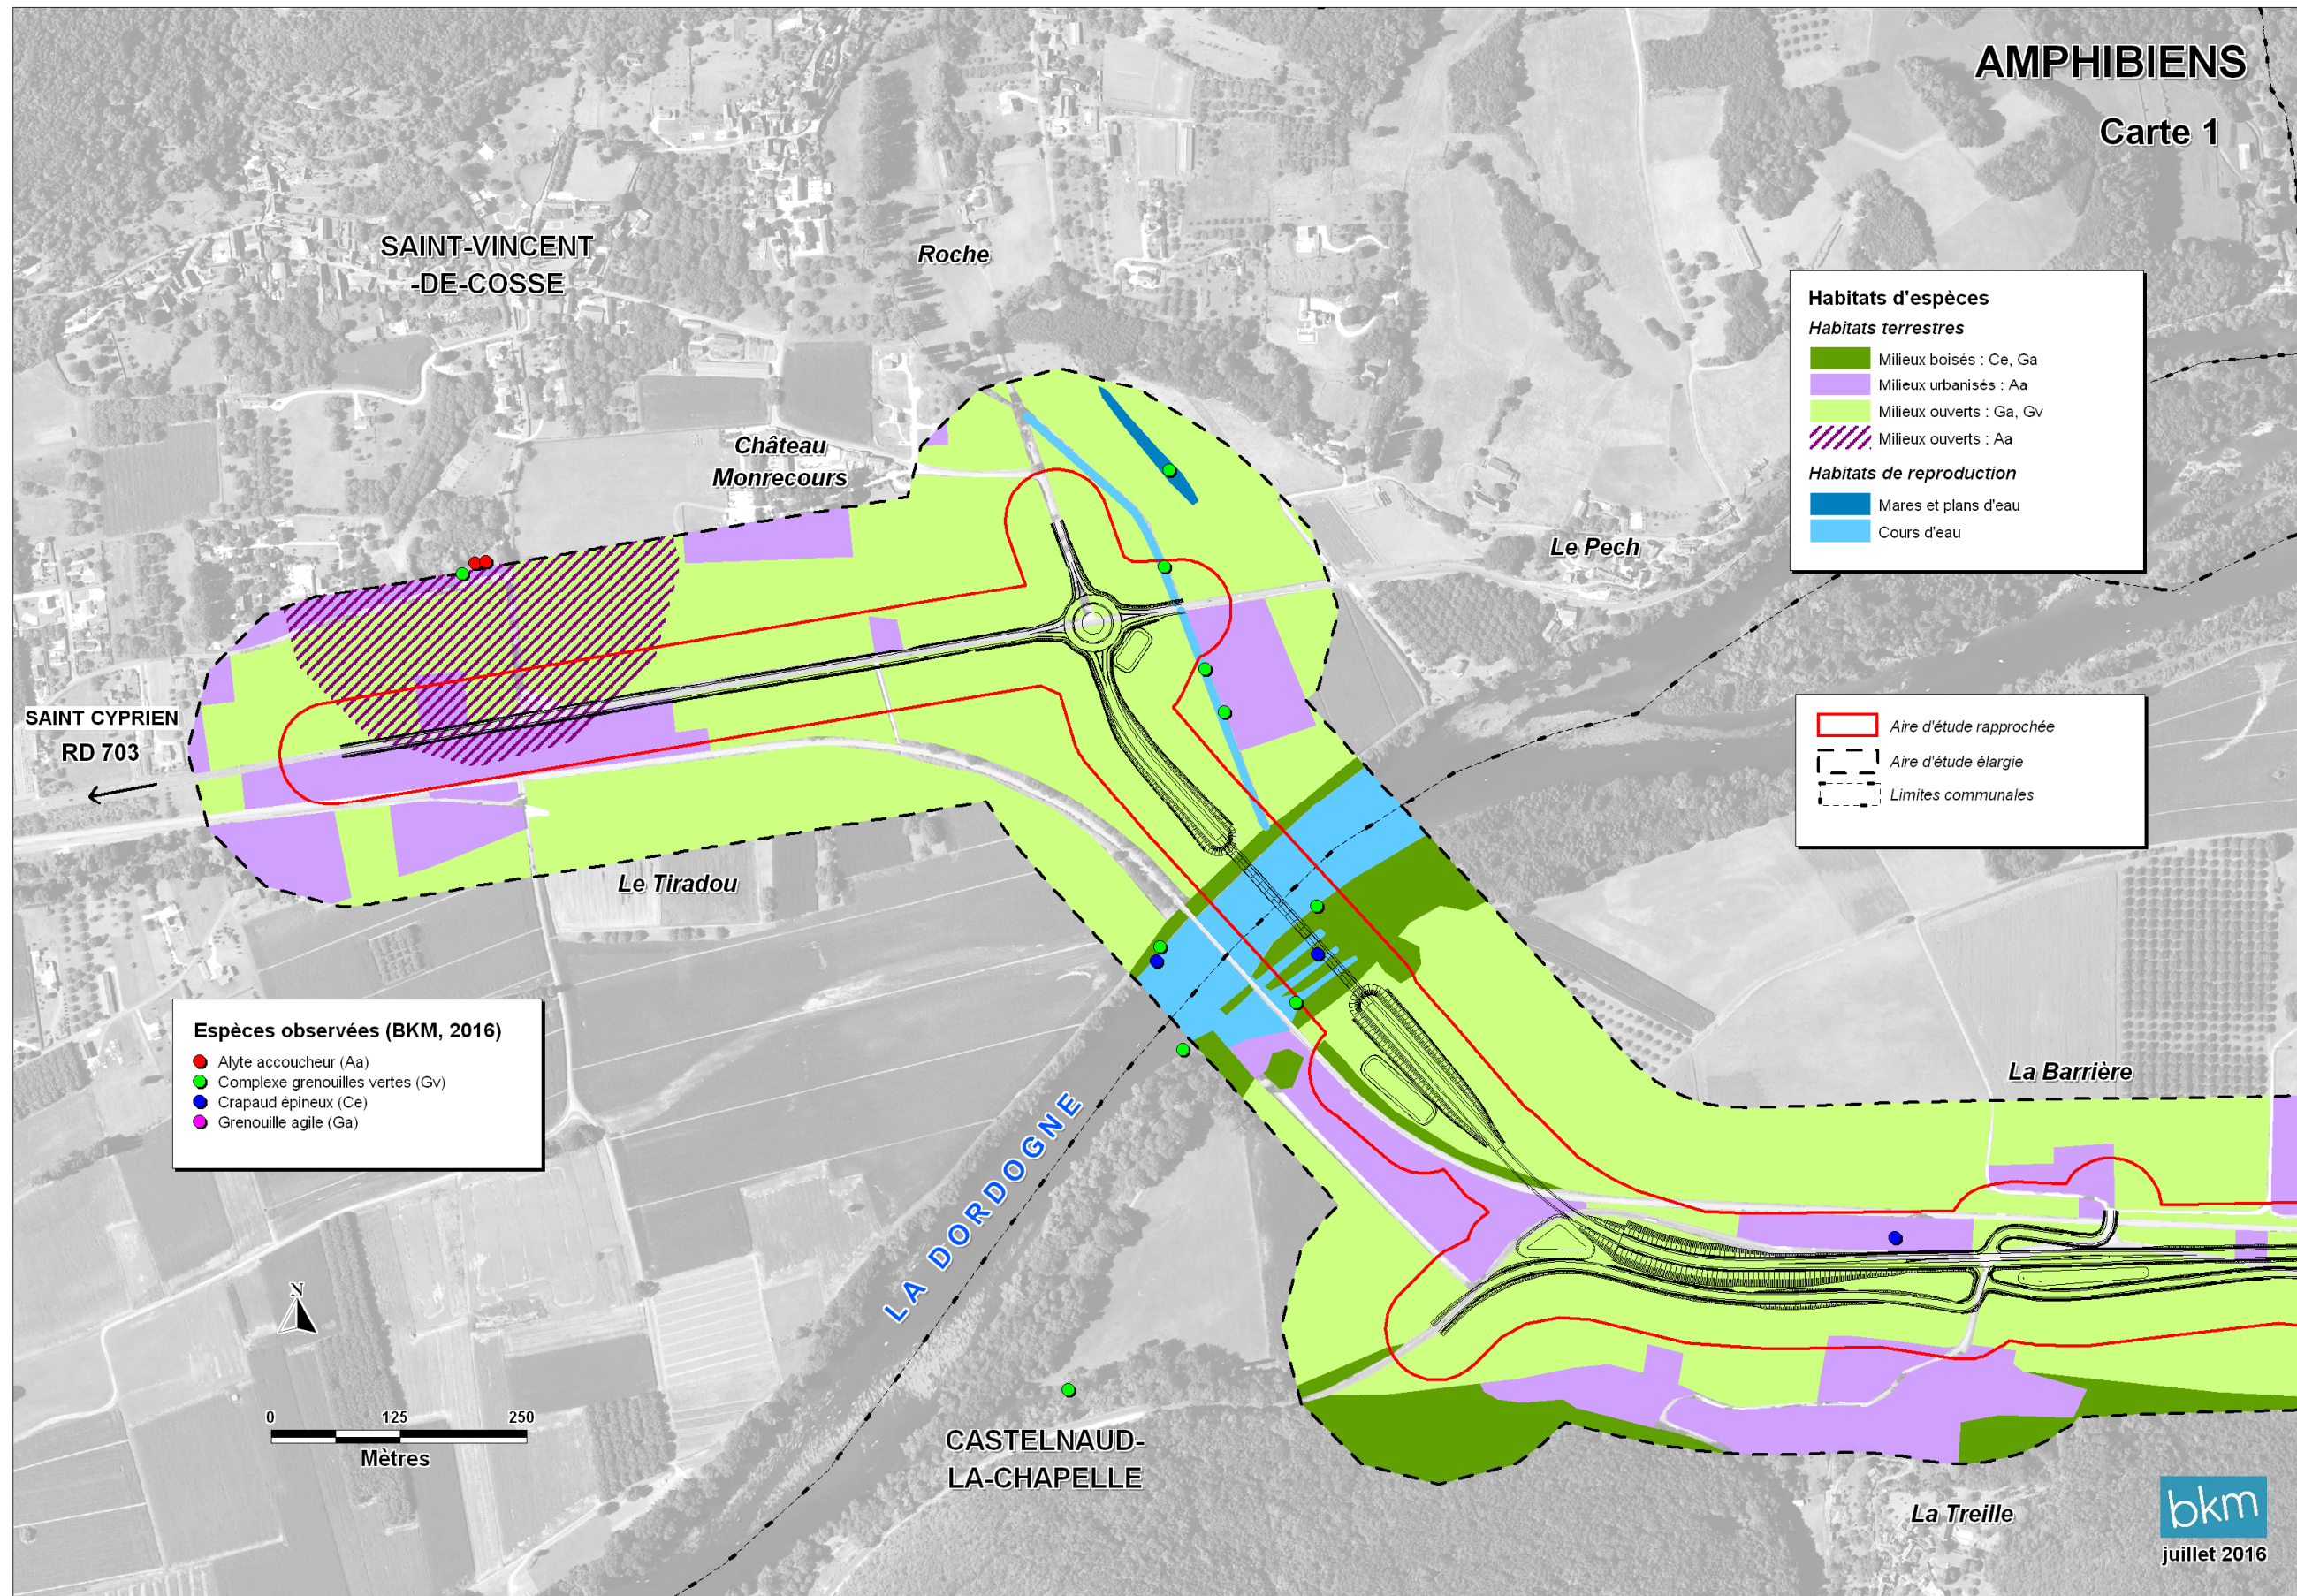 AMPHIBIENS
Carte 1
SAINT-VINCENT
-DE-COSSE
Roche
Habitats d'espèces
Habitats terrestres
Milieux boisés : Ce, Ga
Milieux urbanisés : Aa
Milieux ouverts : Ga, Gv
Milieux ouverts : Aa
Habitats de reproduction
Mares et plans d'eau
Cours d'eau
Château
Monrecours
Le Pech
SAINT CYPRIEN
RD 703
Aire d'étude rapprochée
Aire d'étude élargie
Limites communales
Le Tiradou
Espèces observées (BKM, 2016)
Alyte accoucheur (Aa)
Complexe grenouilles vertes (Gv)
Crapaud épineux (Ce)
Grenouille agile (Ga)
La Barrière
LA DORDOGNE
N
0 125 250
Mètres
CASTELNAUD-
LA-CHAPELLE
La Treille
bkm
juillet 2016